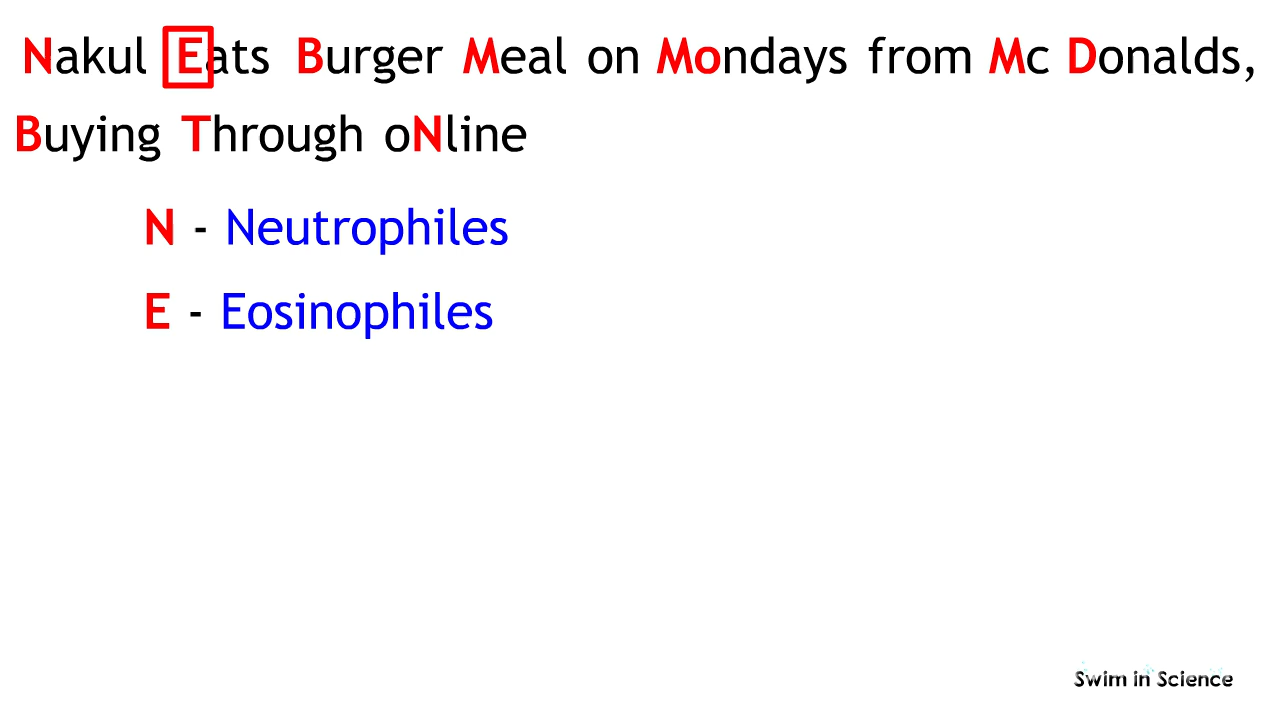 Nakul Eats Burger Meal on Mondays from Mc Donalds,
Buying Through oNline
N - Neutrophiles
E - Eosinophiles
Swim in Science